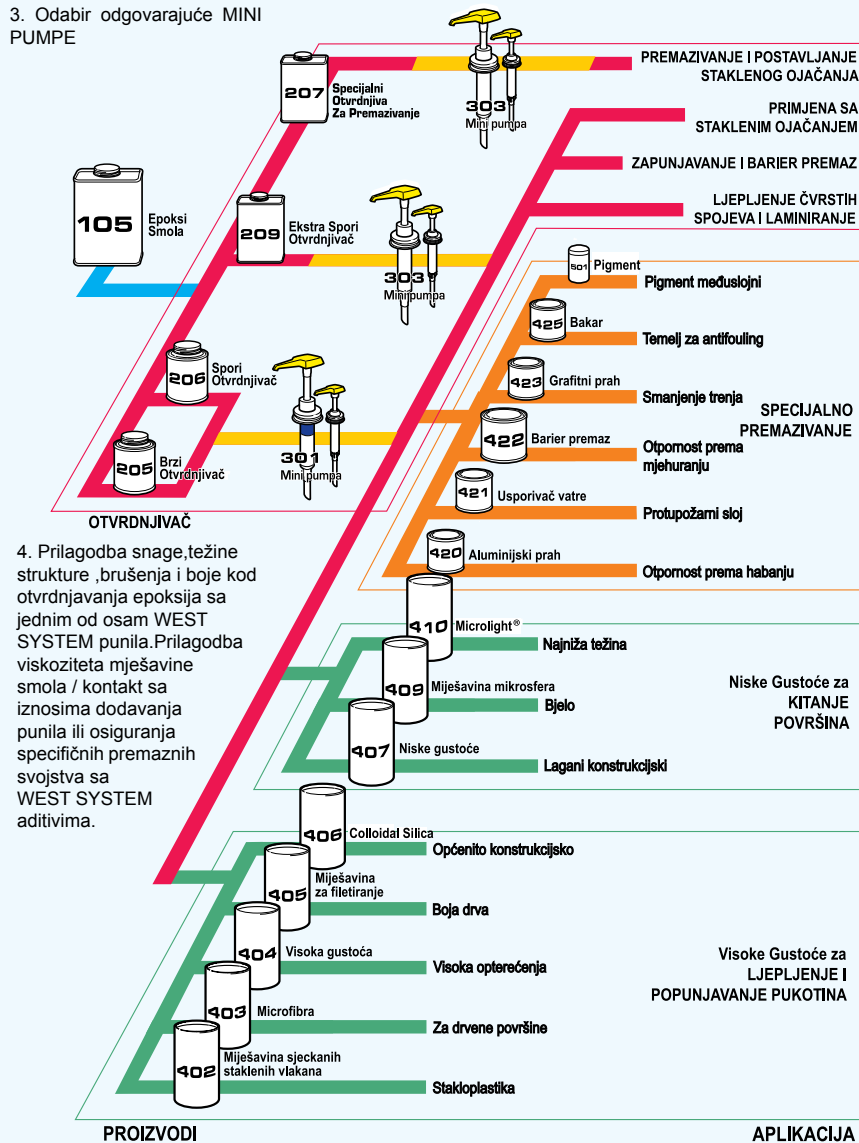 3. Odabir odgovarajuće MINI
PUMPE
207
Specijalni
Otvrdnjiva
Za Premazivanje
303
Mini pumpa
PREMAZIVANJE I POSTAVLJANJE
STAKLENOG OJAČANJA
PRIMJENA SA
STAKLENIM OJAČANJEM
ZAPUNJAVANJE I BARIER PREMAZ
LJEPLJENJE ČVRSTIH
SPOJEVA I LAMINIRANJE
105
Epoksi
Smola
209
Ekstra Spori
Otvrdnjivač
303
Mini pumpa
206
Spori
Otvrdnjivač
205
Brzi
Otvrdnjivač
301
Mini pumpa
OTVRDNJIVAČ
501
Pigment
Pigment međuslojni
425
Bakar
Temelj za antifouling
423
Grafitni prah
Smanjenje trenja
422
Barier premaz
Otpornost prema
mjehuranju
421
Usporivač vatre
Protupožarni sloj
420
Aluminijski prah
Otpornost prema habanju
SPECIJALNO
PREMAZIVANJE
4. Prilagodba snage,težine
strukture ,brušenja i boje kod
otvrdnjavanja epoksija sa
jednim od osam WEST
SYSTEM punila.Prilagodba
viskoziteta mješavine
smola / kontakt sa
iznosima dodavanja
punila ili osiguranja
specifičnih premaznih
svojstva sa
WEST SYSTEM
aditivima.
410
Microlight®
Najniža težina
409
Miješavina mikrosfera
Bjelo
407
Niske gustoće
Lagani konstrukcijski
Niske Gustoće za
KITANJE
POVRŠINA
406
Colloidal Silica
Općenito konstrukcijsko
405
Miješavina
za filetiranje
Boja drva
404
Visoka gustoća
Visoka opterećenja
403
Microfibra
Za drvene površine
402
Miješavina sjeckanih
staklenih vlakana
Stakloplastika
Visoke Gustoće za
LJEPLJENJE I
POPUNJAVANJE PUKOTINA
PROIZVODI
APLIKACIJA